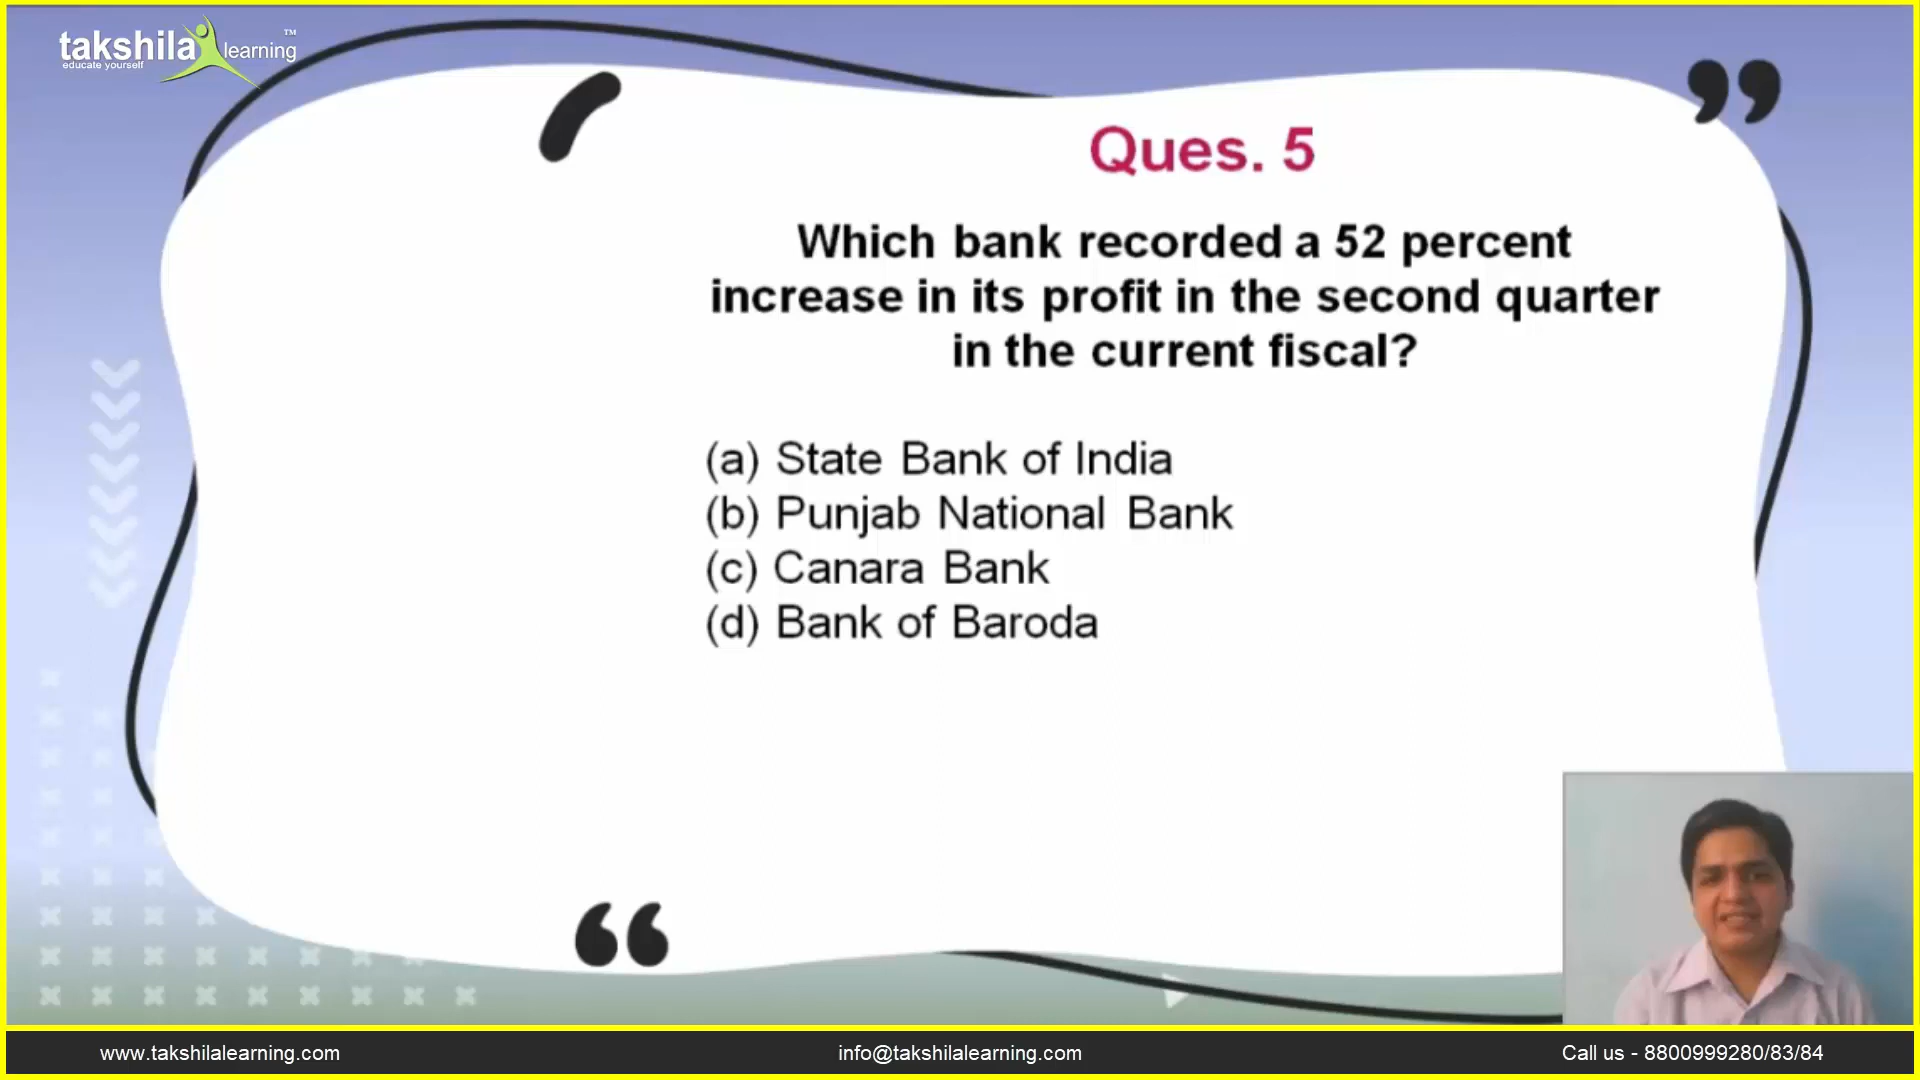 takshila learning ™
educate yourself
Ques. 5
Which bank recorded a 52 percent
increase in its profit in the second quarter
in the current fiscal?
(a) State Bank of India
(b) Punjab National Bank
(c) Canara Bank
(d) Bank of Baroda
www.takshilalearning.com
info@takshilalearning.com
Call us - 8800999280/83/84